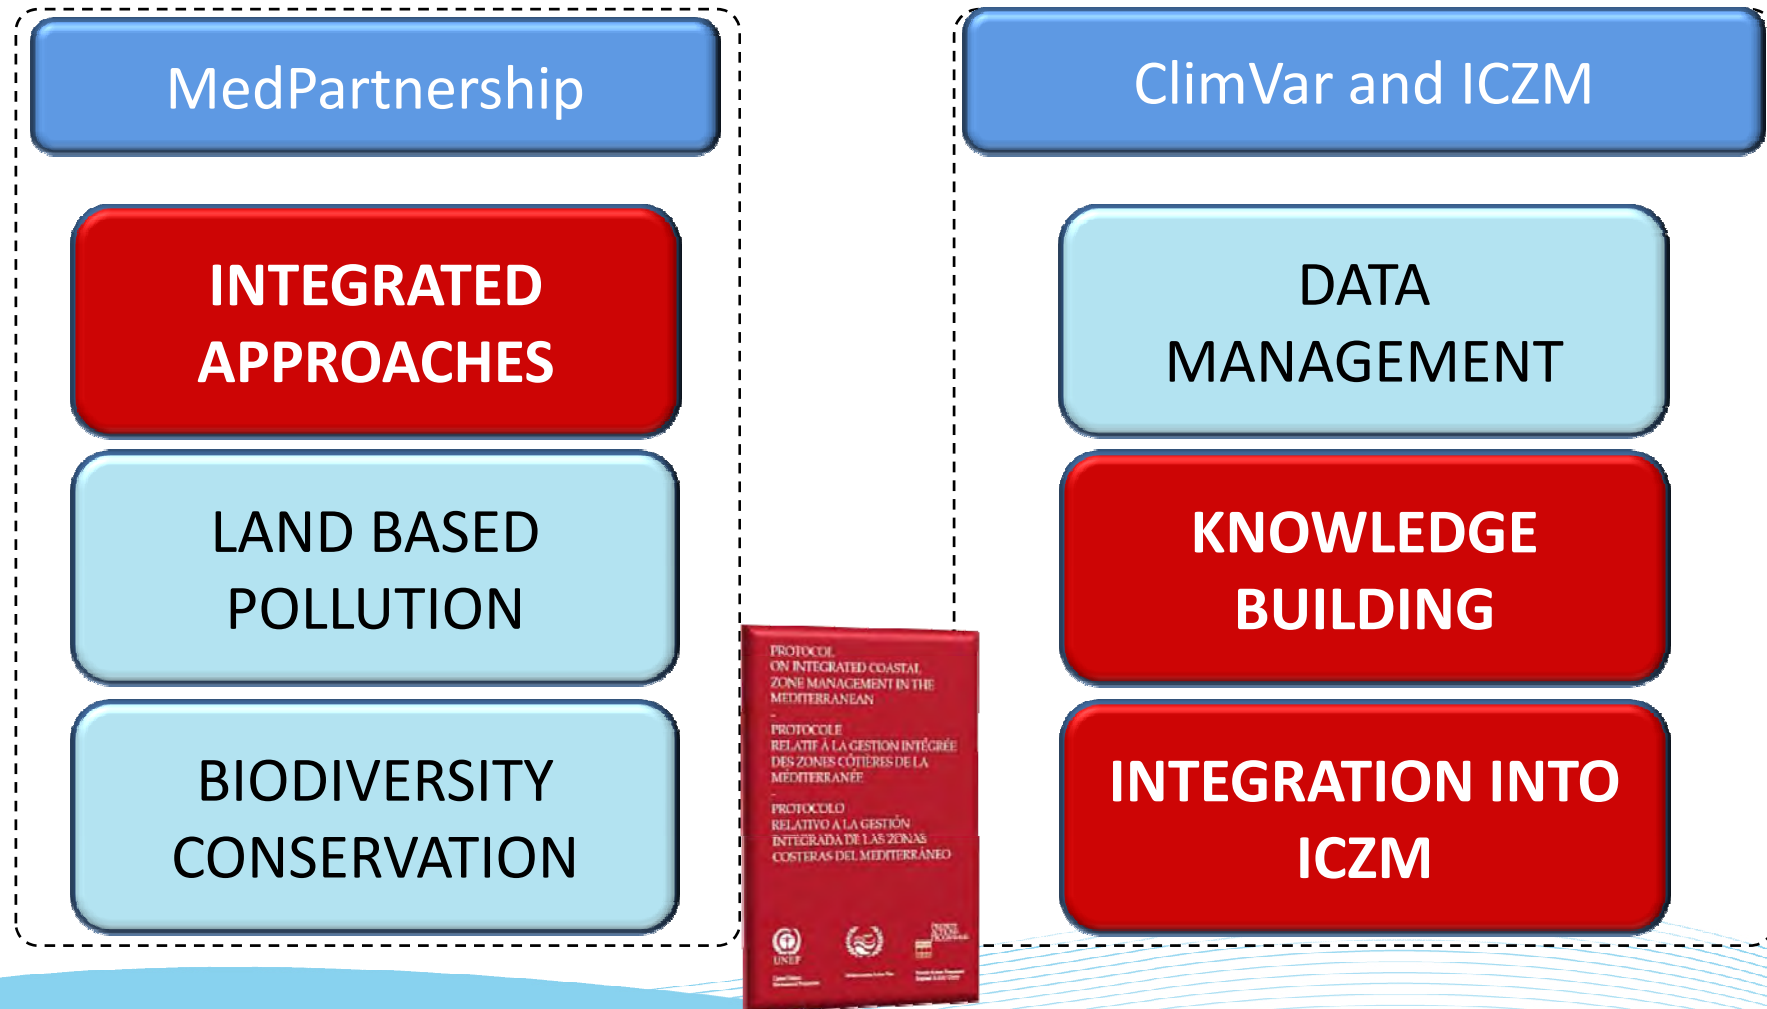 MedPartnership
INTEGRATED
APPROACHES
LAND BASED
POLLUTION
BIODIVERSITY
CONSERVATION
ClimVar and ICZM
DATA
MANAGEMENT
KNOWLEDGE
BUILDING
INTEGRATION INTO
ICZM
PROTOCOL
ON INTEGRATED COASTAL
ZONE MANAGEMENT IN THE
MEDITERRANEAN
-
PROTOCOLE
RELATIF À LA GESTION INTÉGRÉE
DES ZONES CÔTIÈRES DE LA
MÉDITERRANÉE
-
PROTOCOLO
RELATIVO A LA GESTIÓN
INTEGRADA DE LAS ZONAS
COSTERAS DEL MEDITERRÁNEO
UNEP